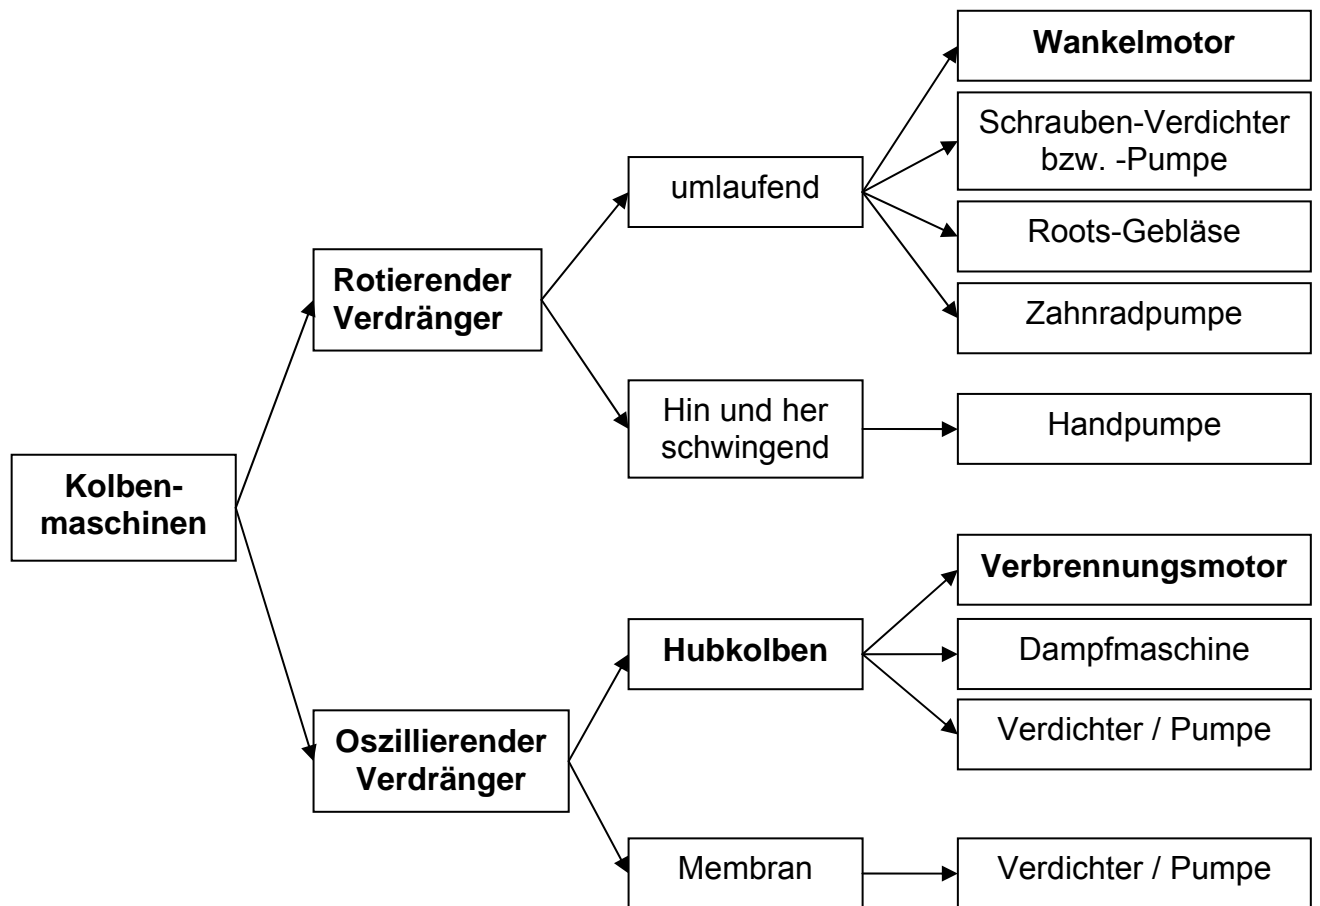 Wankelmotor
Schrauben-Verdichter
bzw. -Pumpe
umlaufend
Roots-Gebläse
Rotierender
Verdränger
Zahnradpumpe
Hin und her
schwingend
Handpumpe
Kolben-
maschinen
Verbrennungsmotor
Hubkolben
Dampfmaschine
Verdichter / Pumpe
Oszillierender
Verdränger
Membran
Verdichter / Pumpe